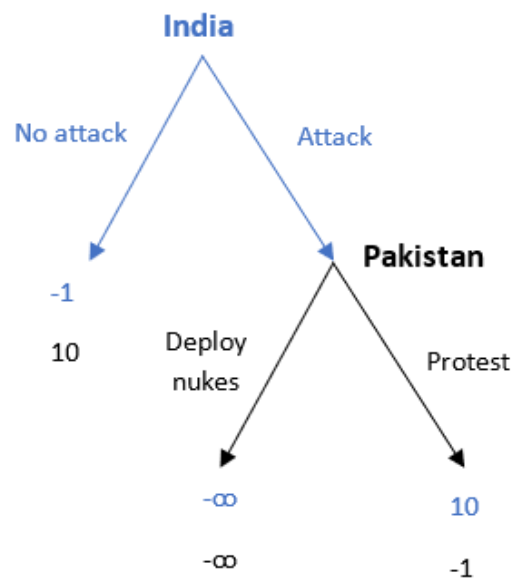 India
No attack
Attack
Pakistan
-1
10
Deploy
nukes
Protest
-∞
10
-∞
-1